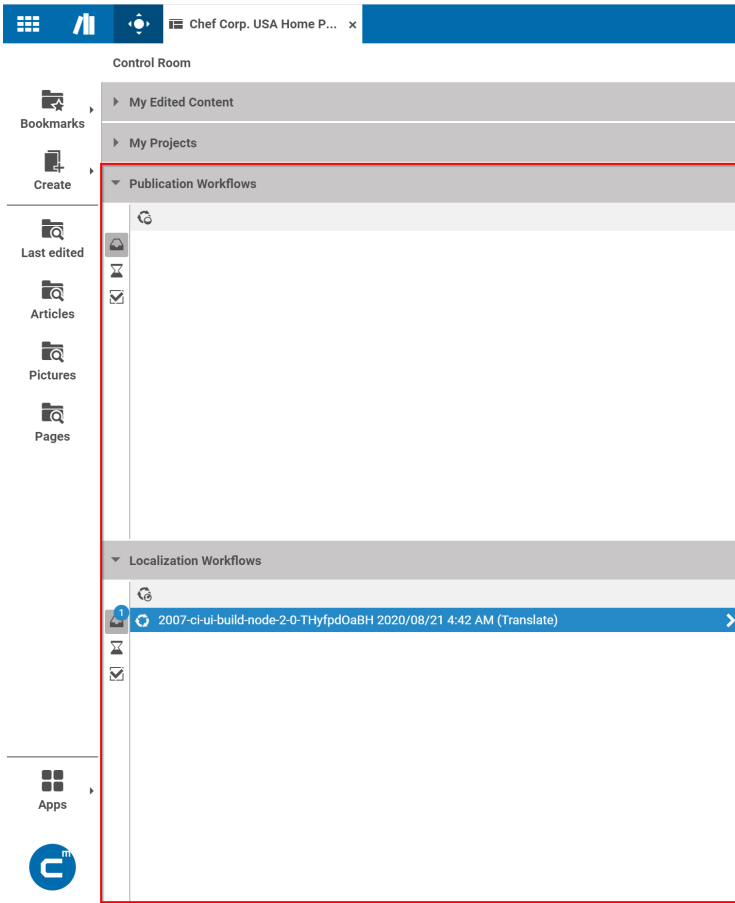 Chef Corp. USA Home P...
Control Room
Bookmarks
Create
Last edited
Articles
Pictures
Pages
Apps
My Edited Content
My Projects
Publication Workflows
Localization Workflows
1
2007-ci-ui-build-node-2-0-THyfpdOaBH 2020/08/21 4:42 AM (Translate)
C m